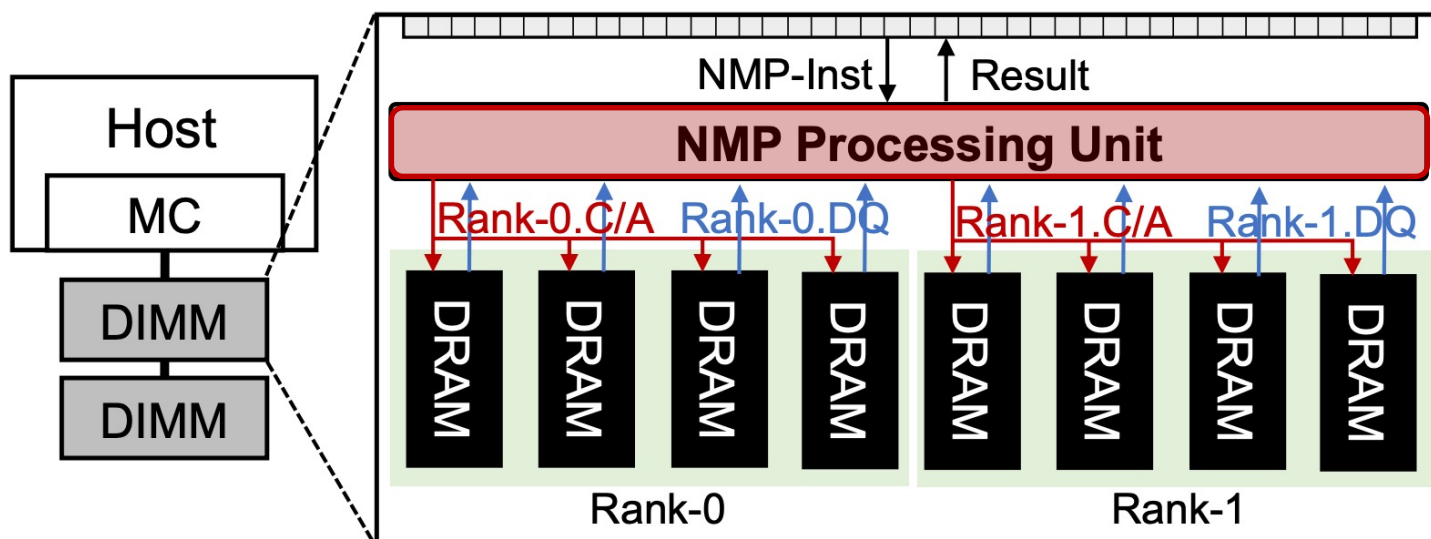 Host
MC
DIMM
DIMM
NMP-Inst
Result
NMP Processing Unit
Rank-0.C/A
Rank-0.DQ
Rank-1.C/A
Rank-1.DQ
DRAM
DRAM
DRAM
DRAM
DRAM
DRAM
DRAM
DRAM
Rank-0
Rank-1